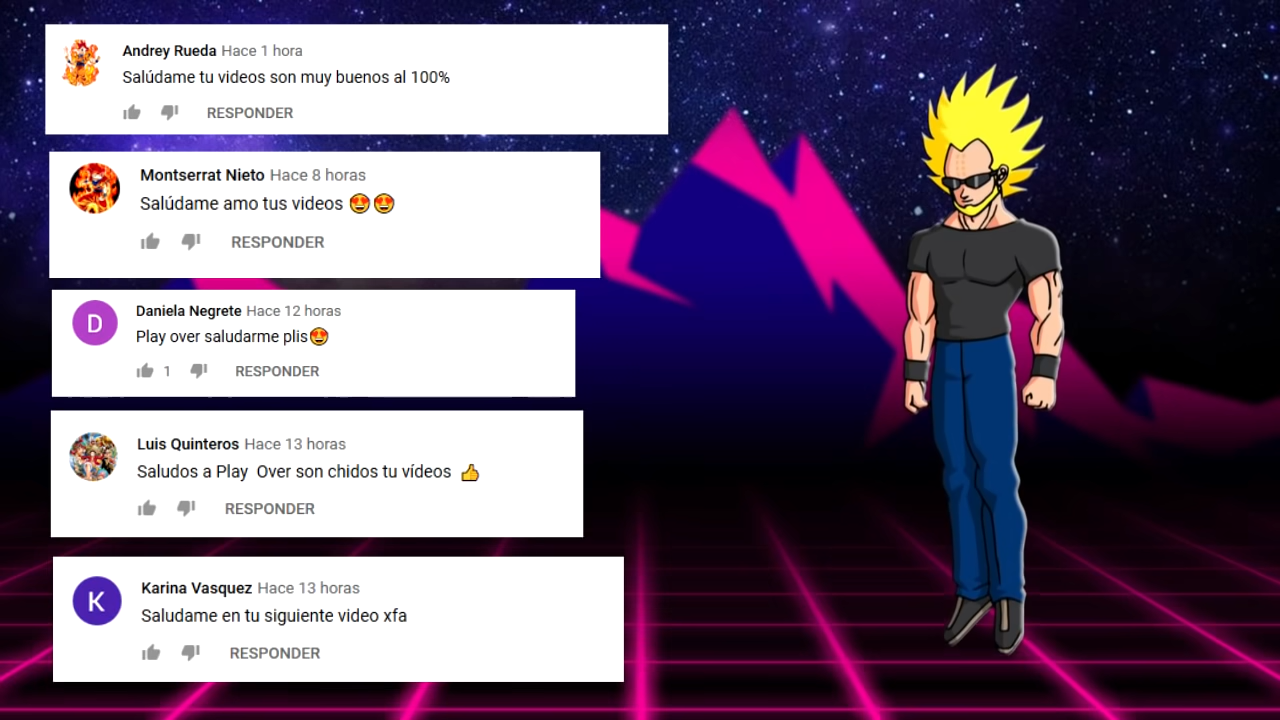 Andrey Rueda Hace 1 hora
Salúdame tu videos son muy buenos al 100%
RESPONDER
Montserrat Nieto Hace 8 horas
Salúdame amo tus videos 😍😍
RESPONDER
D
Daniela Negrete Hace 12 horas
Play over saludarme plis😍
1 RESPONDER
Luis Quinteros Hace 13 horas
Saludos a Play Over son chidos tu vídeos 👍
RESPONDER
K
Karina Vasquez Hace 13 horas
Saludame en tu siguiente video xfa
RESPONDER